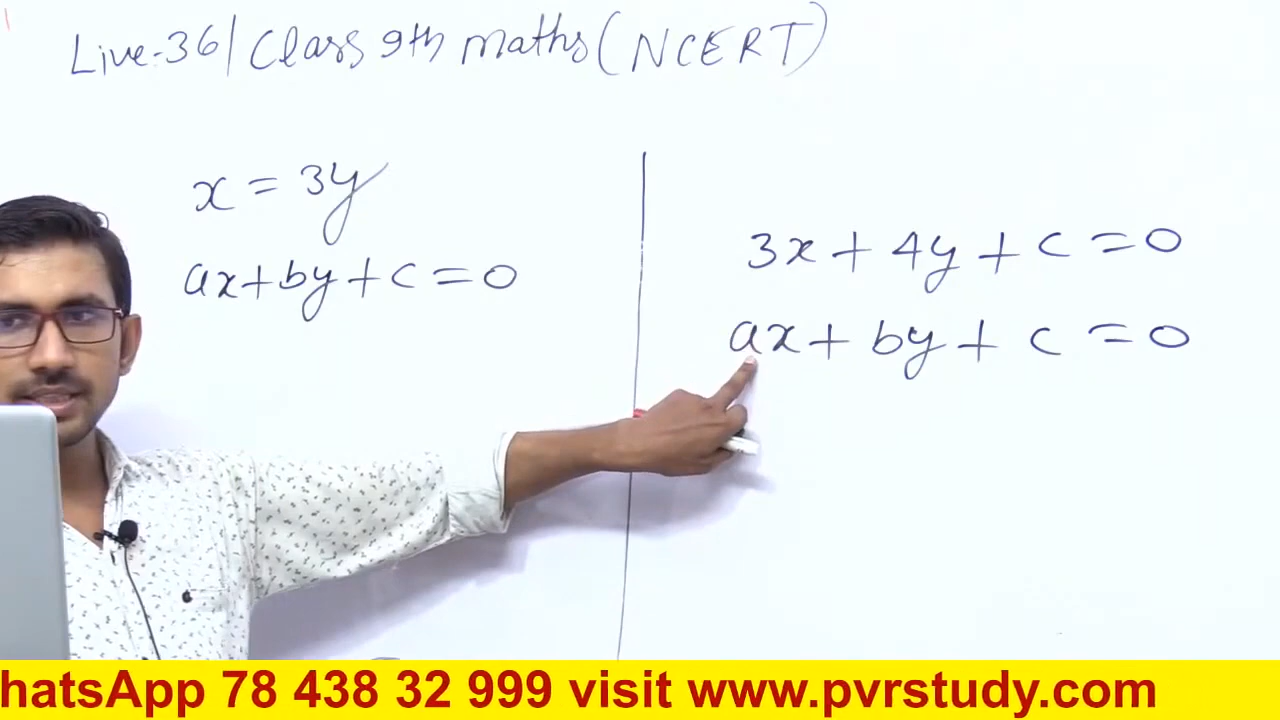 Live-36/Class 9th maths (NCERT)
x = 3y
ax+by+c=0
3x+4y+c=0
ax+by+c=0
hatsApp 78 438 32 999 visit www.pvrstudy.com